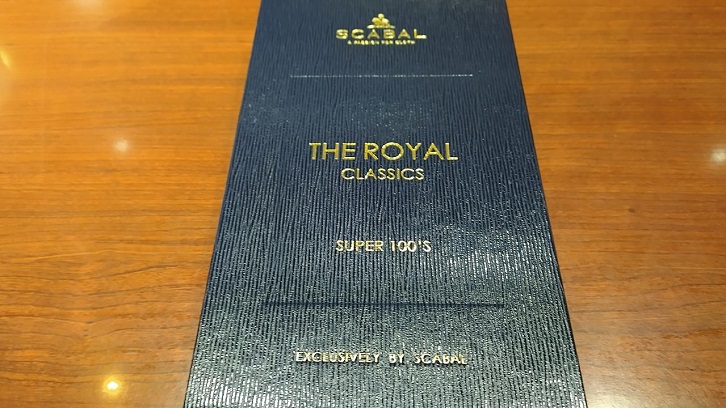 SCABAL
A PASSION FOR CLOTH
THE ROYAL
CLASSICS
SUPER 100'S
EXCLUSIVELY BY SCABAL